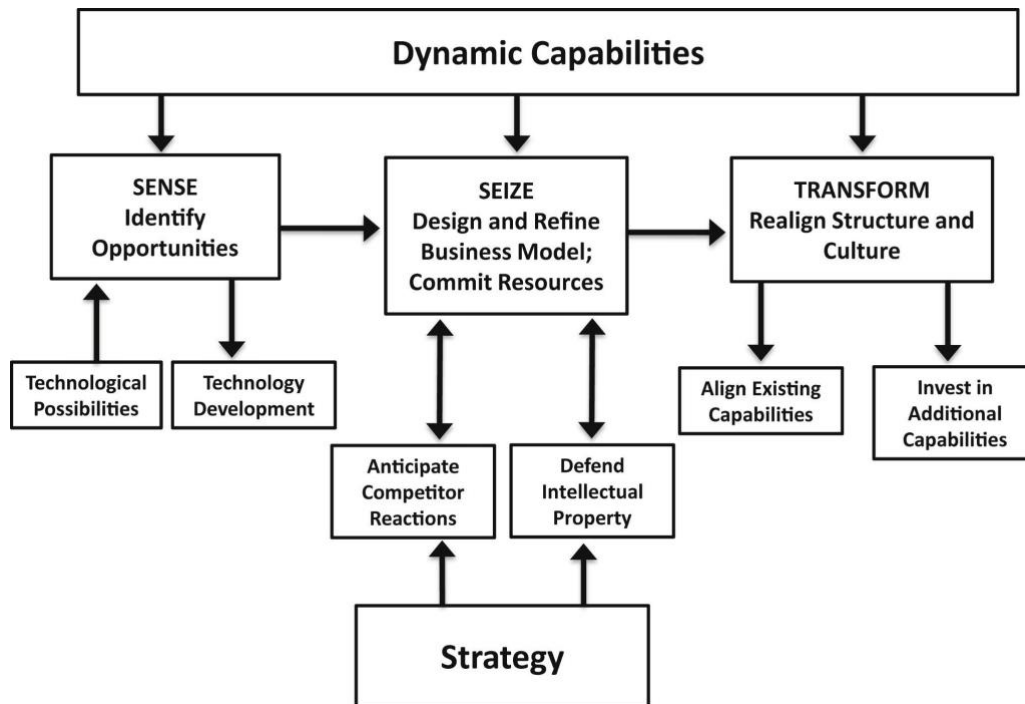 Dynamic Capabilities
SENSE
Identify
Opportunities
SEIZE
Design and Refine
Business Model;
Commit Resources
TRANSFORM
Realign Structure and
Culture
Technological
Possibilities
Technology
Development
Align Existing
Capabilities
Invest in
Additional
Capabilities
Anticipate
Competitor
Reactions
Defend
Intellectual
Property
Strategy